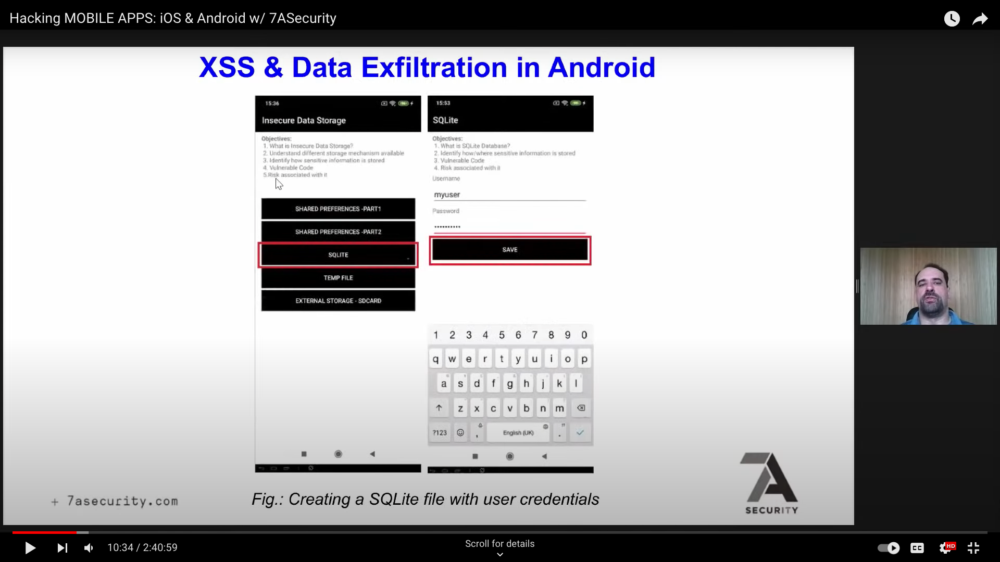 Hacking MOBILE APPS: iOS & Android w/ 7ASecurity
XSS & Data Exfiltration in Android
15:36
Insecure Data Storage
Objectives:
1. What is Insecure Data Storage?
2. Understand different storage mechanism available
3. Identify how sensitive information is stored
4. Vulnerable Code
5.Risk associated with it
SHARED PREFERENCES -PART1
SHARED PREFERENCES -PART2
SQLITE
TEMP FILE
EXTERNAL STORAGE - SDCARD
15:53
SQLite
Objectives:
1. What is SQLite Database?
2. Identify how/where sensitive information is stored
3. Vulnerable Code
4. Risk associated with it
Username
myuser
Password
••••••••••
SAVE
1 2 3 4 5 6 7 8 9 0
q w e r t y u i o p
a s d f g h j k l
z x c v b n m
?123 , English (UK) .
Fig.: Creating a SQLite file with user credentials
+ 7asecurity.com
7A
SECURITY
10:34 / 2:40:59
Scroll for details
CC
HD